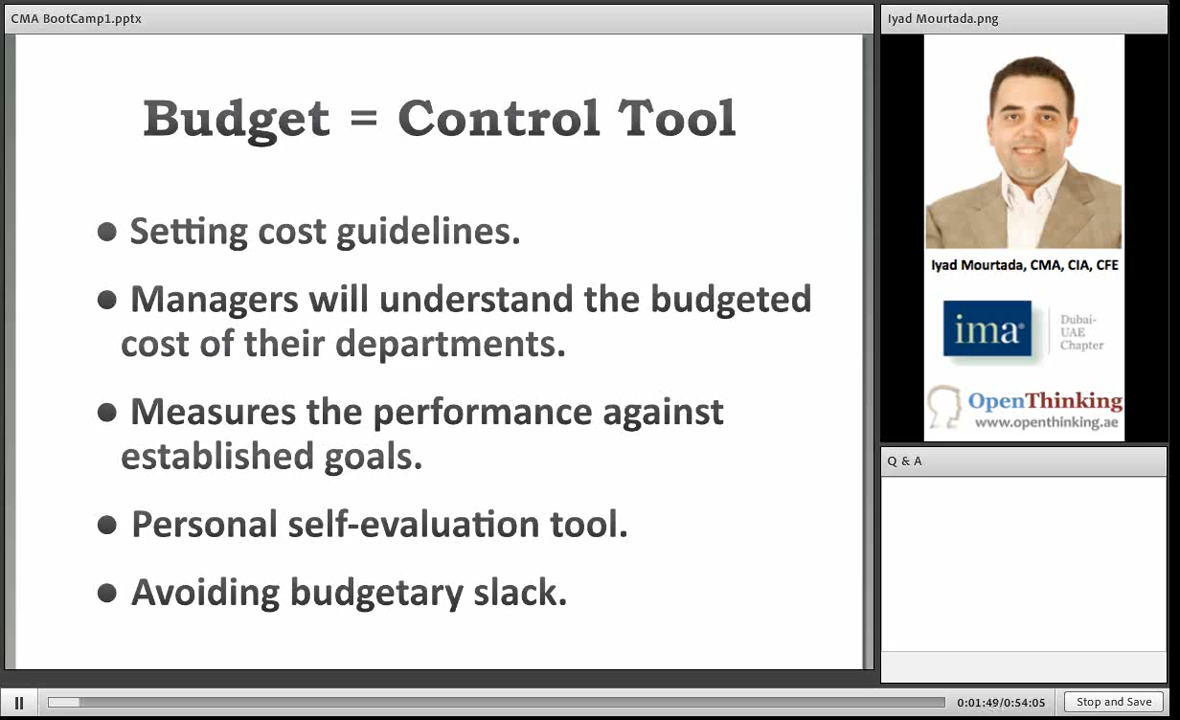 CMA BootCamp1.pptx
Budget = Control Tool
● Setting cost guidelines.
● Managers will understand the budgeted
cost of their departments.
● Measures the performance against
established goals.
● Personal self-evaluation tool.
● Avoiding budgetary slack.
Iyad Mourtada.png
Iyad Mourtada, CMA, CIA, CFE
ima®
Dubai-
UAE
Chapter
OpenThinking
www.openthinking.ae
Q & A
0:01:49/0:54:05
Stop and Save